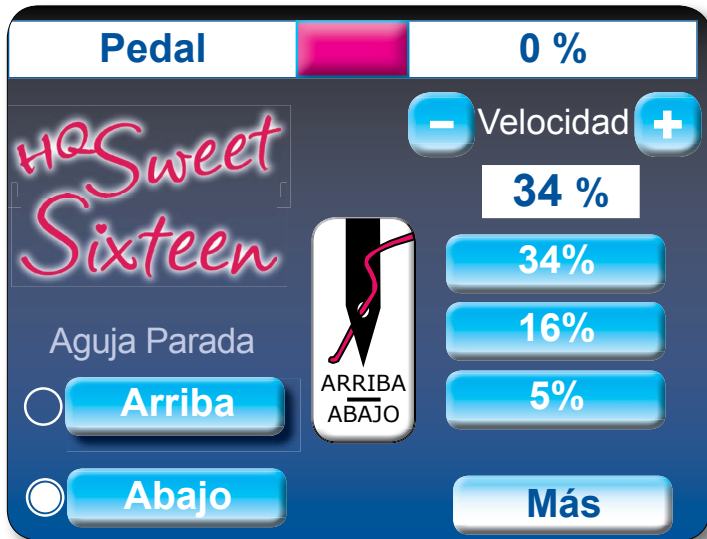 Pedal 0 %
HQ Sweet
Sixteen
- Velocidad +
34 %
34%
16%
5%
Aguja Parada
Arriba
Abajo
ARRIBA
ABAJO
Más